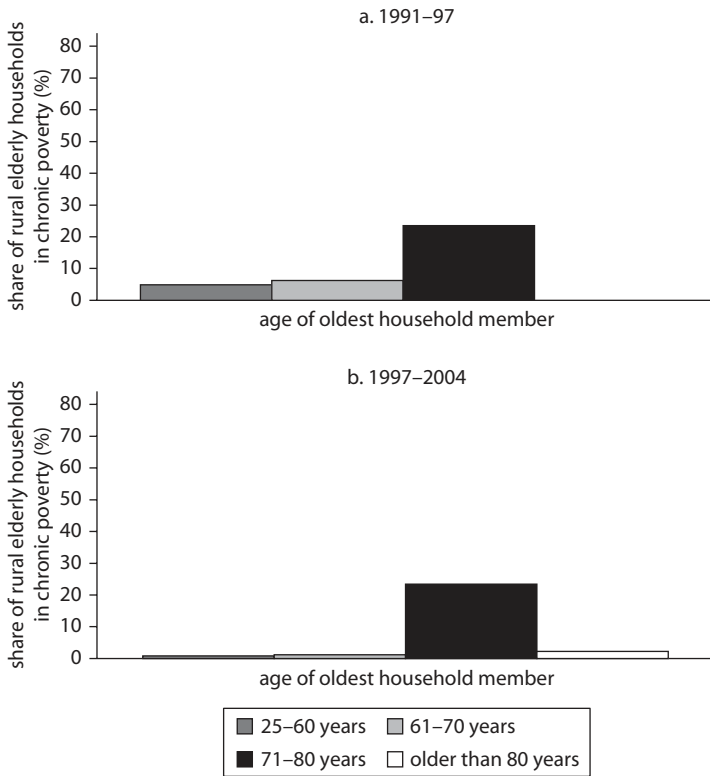 a. 1991–97
share of rural elderly households
in chronic poverty (%)
80
70
60
50
40
30
20
10
0
age of oldest household member
b. 1997–2004
share of rural elderly households
in chronic poverty (%)
80
70
60
50
40
30
20
10
0
age of oldest household member
25–60 years 61–70 years
71–80 years older than 80 years